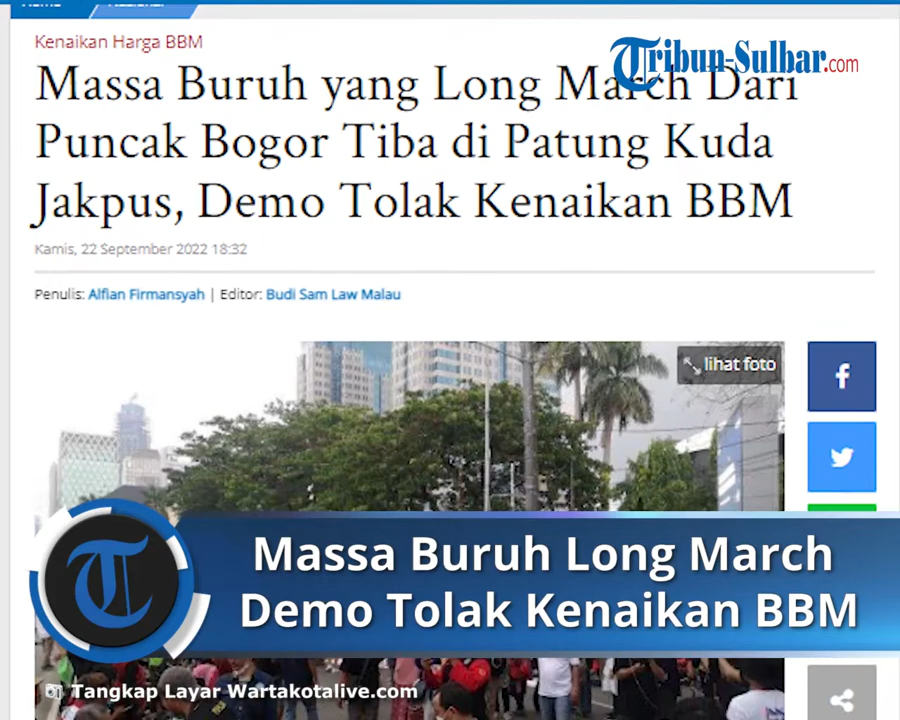 Kenaikan Harga BBM
Tribun-Sulbar.com
Massa Buruh yang Long March Dari
Puncak Bogor Tiba di Patung Kuda
Jakpus, Demo Tolak Kenaikan BBM
Kamis, 22 September 2022 18:32
Penulis: Alfian Firmansyah | Editor: Budi Sam Law Malau
lihat foto
Massa Buruh Long March
Demo Tolak Kenaikan BBM
Tangkap Layar Wartakotalive.com